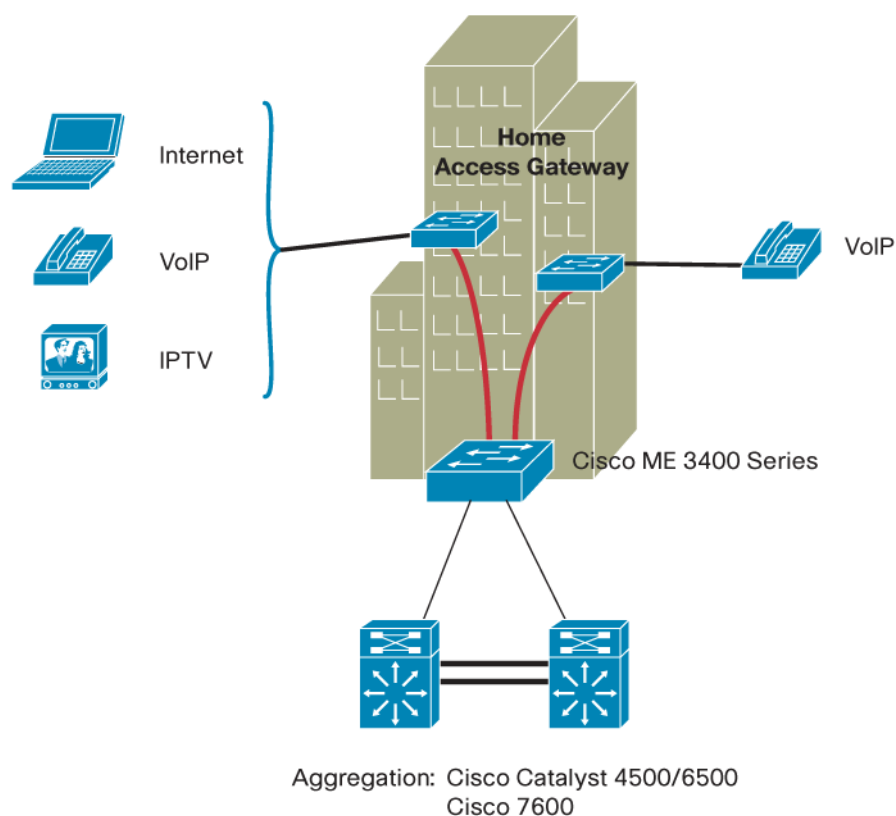 Home
Access Gateway
Internet
VoIP
IPTV
VoIP
Cisco ME 3400 Series
Aggregation: Cisco Catalyst 4500/6500
Cisco 7600